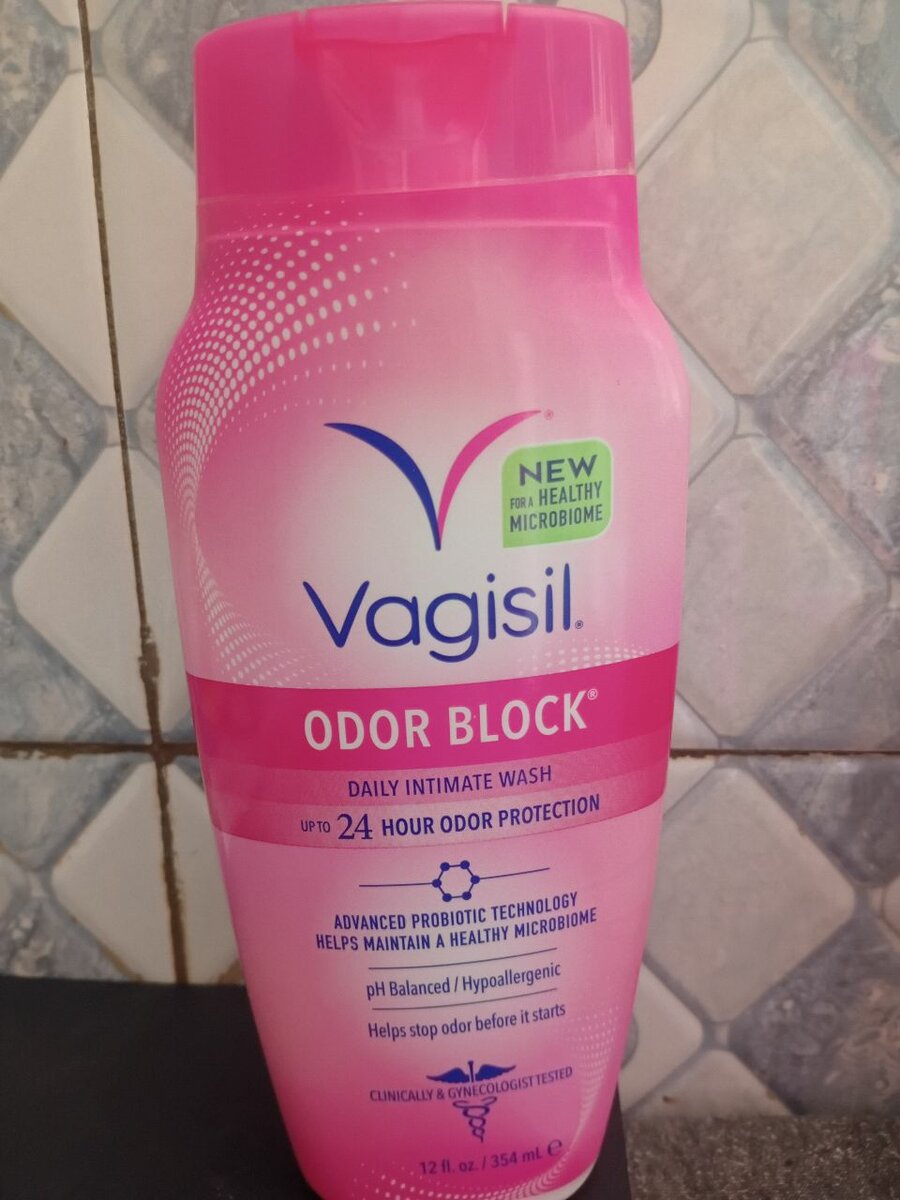 NEW
FOR A HEALTHY
MICROBIOME
Vagisil®
ODOR BLOCK®
DAILY INTIMATE WASH
UP TO 24 HOUR ODOR PROTECTION
ADVANCED PROBIOTIC TECHNOLOGY
HELPS MAINTAIN A HEALTHY MICROBIOME
pH Balanced / Hypoallergenic
Helps stop odor before it starts
CLINICALLY & GYNECOLOGIST TESTED
12 fl. oz. / 354 mL ℮